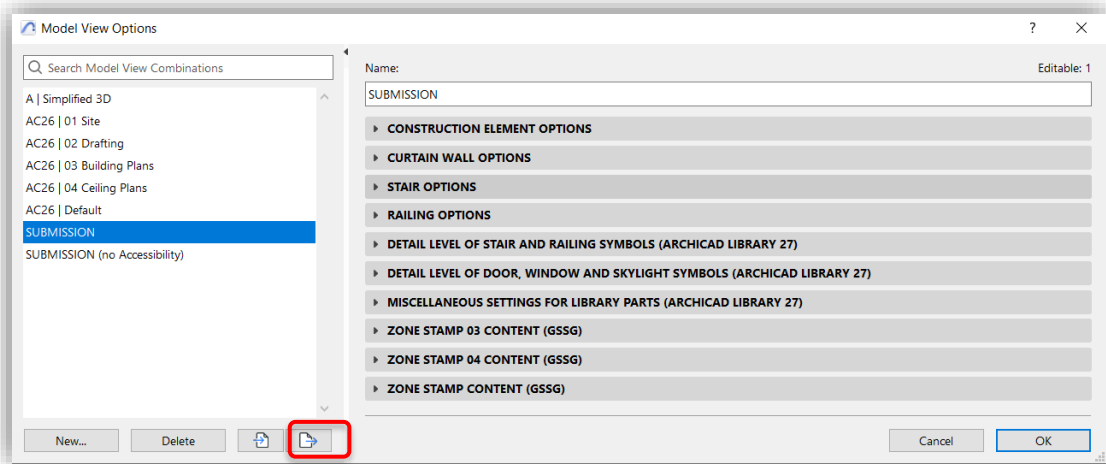 Model View Options
?
Search Model View Combinations
A | Simplified 3D
AC26 | 01 Site
AC26 | 02 Drafting
AC26 | 03 Building Plans
AC26 | 04 Ceiling Plans
AC26 | Default
SUBMISSION
SUBMISSION (no Accessibility)
New...
Delete
Name:
Editable: 1
SUBMISSION
CONSTRUCTION ELEMENT OPTIONS
CURTAIN WALL OPTIONS
STAIR OPTIONS
RAILING OPTIONS
DETAIL LEVEL OF STAIR AND RAILING SYMBOLS (ARCHICAD LIBRARY 27)
DETAIL LEVEL OF DOOR, WINDOW AND SKYLIGHT SYMBOLS (ARCHICAD LIBRARY 27)
MISCELLANEOUS SETTINGS FOR LIBRARY PARTS (ARCHICAD LIBRARY 27)
ZONE STAMP 03 CONTENT (GSSG)
ZONE STAMP 04 CONTENT (GSSG)
ZONE STAMP CONTENT (GSSG)
Cancel
OK